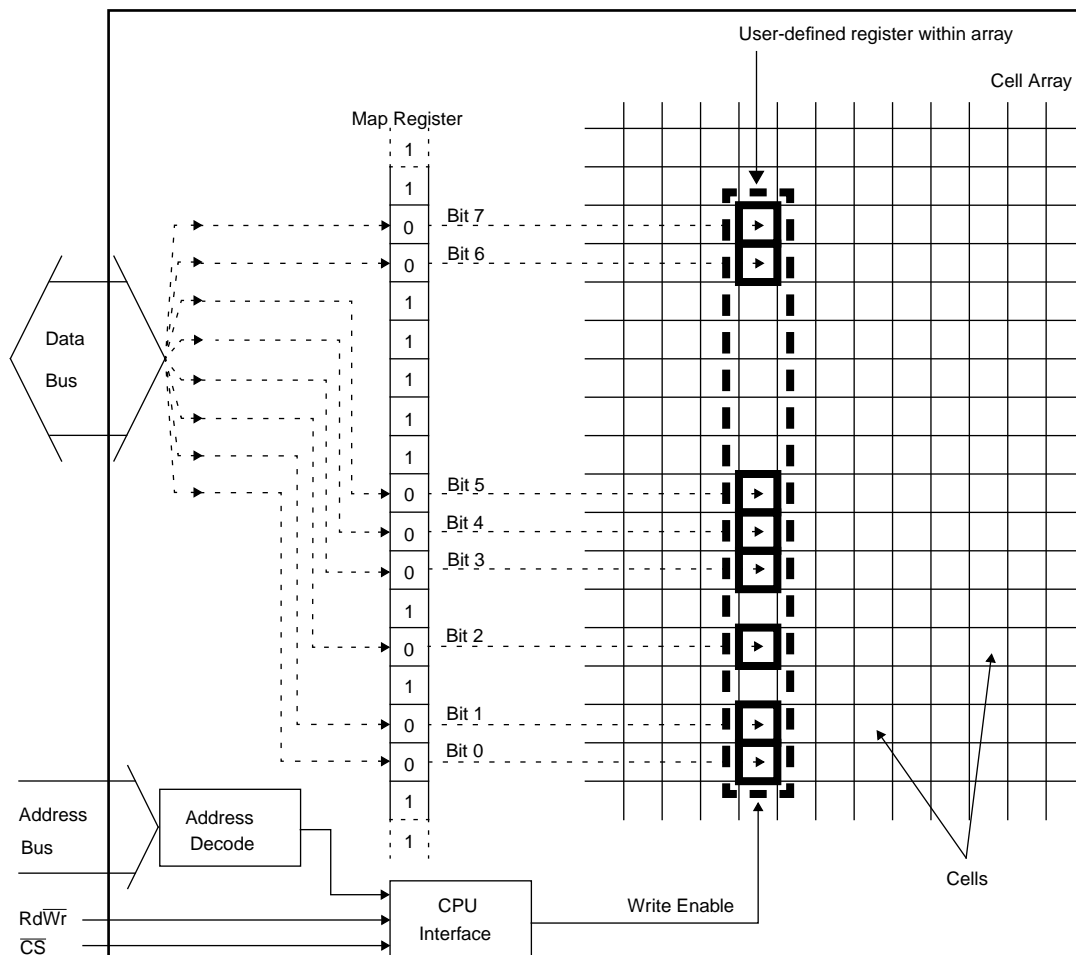 User-defined register within array
Cell Array
Map Register
1
1
0 Bit 7
0 Bit 6
1
1
1
1
1
0 Bit 5
0 Bit 4
0 Bit 3
1
0 Bit 2
1
0 Bit 1
0 Bit 0
1
1
Data
Bus
Address
Bus
Address
Decode
RdWr
CS
CPU
Interface
Write Enable
Cells